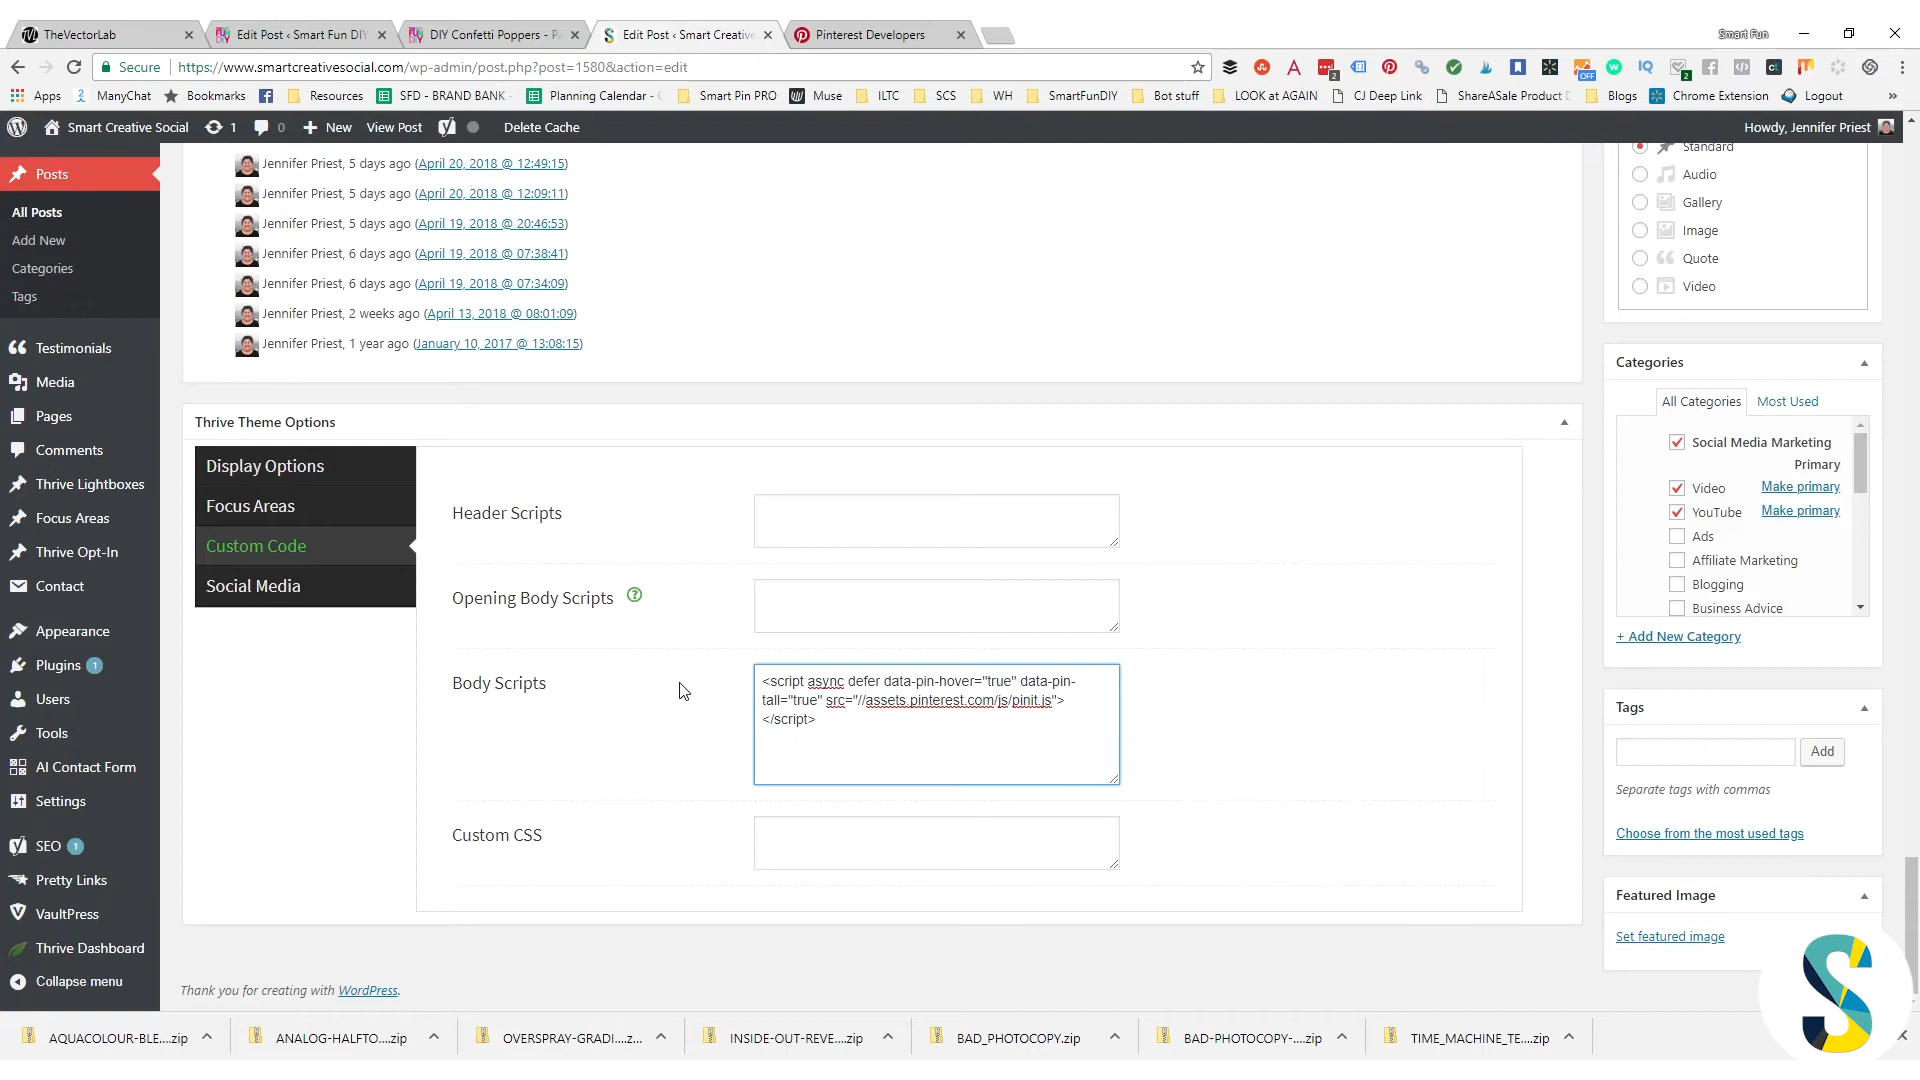 TheVectorLab
Edit Post ‹ Smart Fun DIY
DIY Confetti Poppers - Pa
Edit Post ‹ Smart Creative
Pinterest Developers
Smart Fun
Secure
https://www.smartcreativesocial.com/wp-admin/post.php?post=1580&action=edit
Apps
ManyChat
Bookmarks
Resources
SFD - BRAND BANK -
Planning Calendar -
Smart Pin PRO
Muse
ILTC
SCS
WH
SmartFunDIY
Bot stuff
LOOK at AGAIN
CJ Deep Link
ShareASale Product D
Blogs
Chrome Extension
Logout
Smart Creative Social
1
0
New
View Post
Delete Cache
Howdy, Jennifer Priest
Posts
All Posts
Add New
Categories
Tags
Testimonials
Media
Pages
Comments
Thrive Lightboxes
Focus Areas
Thrive Opt-In
Contact
Appearance
Plugins 1
Users
Tools
AI Contact Form
Settings
SEO 1
Pretty Links
VaultPress
Thrive Dashboard
Collapse menu
Jennifer Priest, 5 days ago (April 20, 2018 @ 12:49:15)
Jennifer Priest, 5 days ago (April 20, 2018 @ 12:09:11)
Jennifer Priest, 5 days ago (April 19, 2018 @ 20:46:53)
Jennifer Priest, 6 days ago (April 19, 2018 @ 07:38:41)
Jennifer Priest, 6 days ago (April 19, 2018 @ 07:34:09)
Jennifer Priest, 2 weeks ago (April 13, 2018 @ 08:01:09)
Jennifer Priest, 1 year ago (January 10, 2017 @ 13:08:15)
Thrive Theme Options
Display Options
Focus Areas
Custom Code
Social Media
Header Scripts
Opening Body Scripts
Body Scripts
<script async defer data-pin-hover="true" data-pin-
tall="true" src="//assets.pinterest.com/js/pinit.js">
</script>
Custom CSS
Thank you for creating with WordPress.
Standard
Audio
Gallery
Image
Quote
Video
Categories
All Categories
Most Used
Social Media Marketing
Primary
Video Make primary
YouTube Make primary
Ads
Affiliate Marketing
Blogging
Business Advice
+ Add New Category
Tags
Add
Separate tags with commas
Choose from the most used tags
Featured Image
Set featured image
S
AQUACOLOUR-BLE....zip
ANALOG-HALFTO....zip
OVERSPRAY-GRADI....z...
INSIDE-OUT-REVE....zip
BAD_PHOTOCOPY.zip
BAD-PHOTOCOPY-....zip
TIME_MACHINE_TE....zip